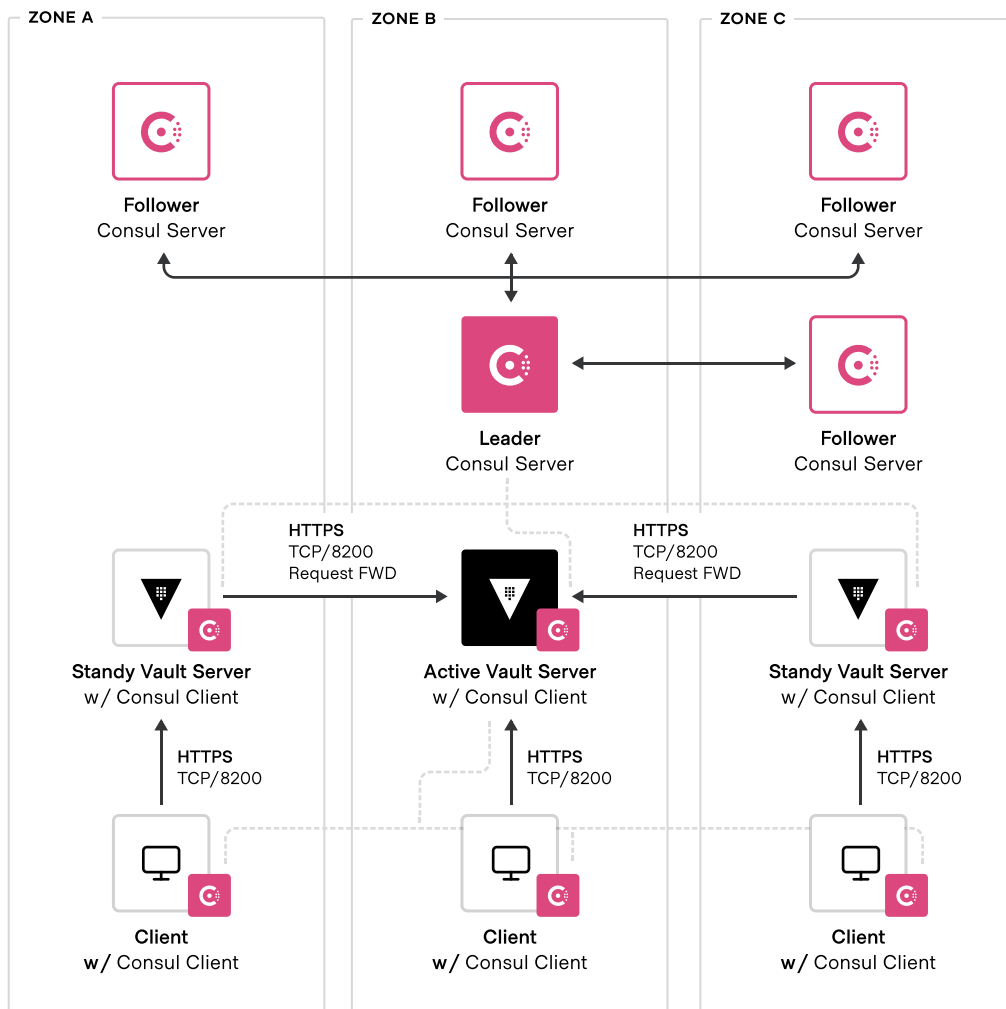 ZONE A
ZONE B
ZONE C
Follower
Consul Server
Follower
Consul Server
Follower
Consul Server
Leader
Consul Server
Follower
Consul Server
HTTPS
TCP/8200
Request FWD
HTTPS
TCP/8200
Request FWD
Standy Vault Server
w/ Consul Client
Active Vault Server
w/ Consul Client
Standy Vault Server
w/ Consul Client
HTTPS
TCP/8200
HTTPS
TCP/8200
HTTPS
TCP/8200
Client
w/ Consul Client
Client
w/ Consul Client
Client
w/ Consul Client